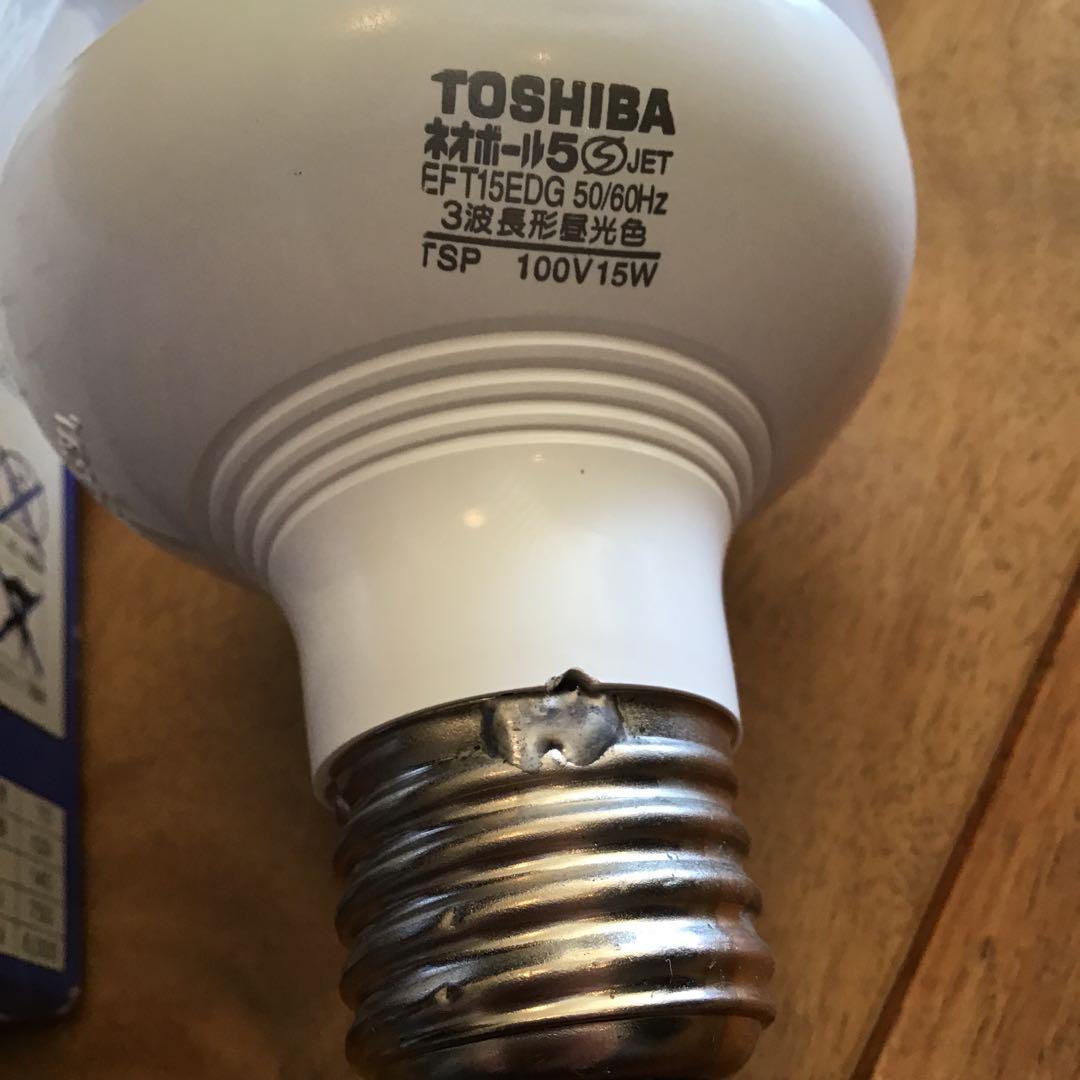 TOSHIBA
ネオボール5 S JET
EFT15EDG 50/60Hz
3波長形昼光色
TSP 100V15W